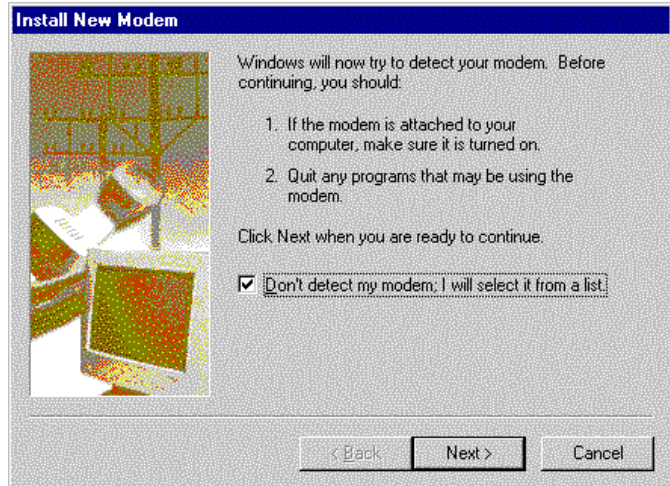 Install New Modem
Windows will now try to detect your modem. Before
continuing, you should:
1. If the modem is attached to your
computer, make sure it is turned on.
2. Quit any programs that may be using the
modem.
Click Next when you are ready to continue.
Don't detect my modem; I will select it from a list.
< Back
Next >
Cancel